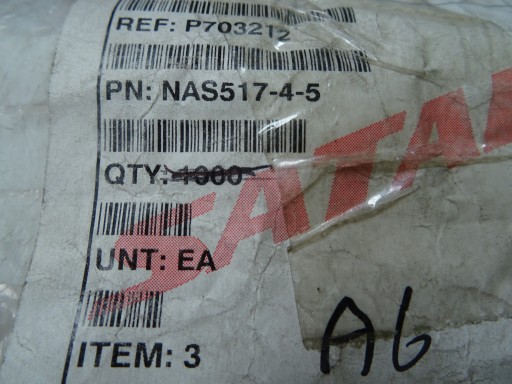 REF: P703212
PN: NAS517-4-5
QTY: 1000
UNT: EA
ITEM: 3
A6